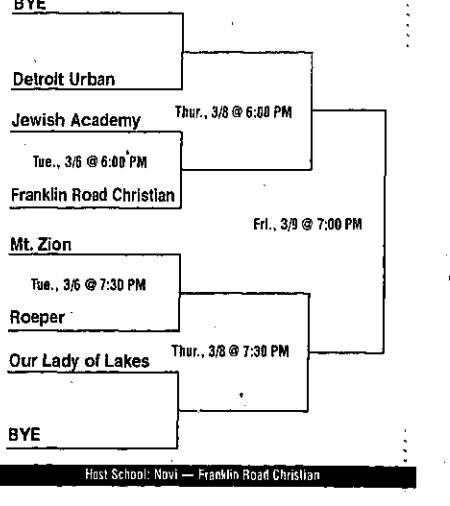 BYE
Detroit Urban
Jewish Academy
Thur., 3/8 @ 6:00 PM
Tue., 3/6 @ 6:00 PM
Franklin Road Christian
Fri., 3/9 @ 7:00 PM
Mt. Zion
Tue., 3/6 @ 7:30 PM
Roeper
Our Lady of Lakes
Thur., 3/8 @ 7:30 PM
BYE
Host School: Novi — Franklin Road Christian